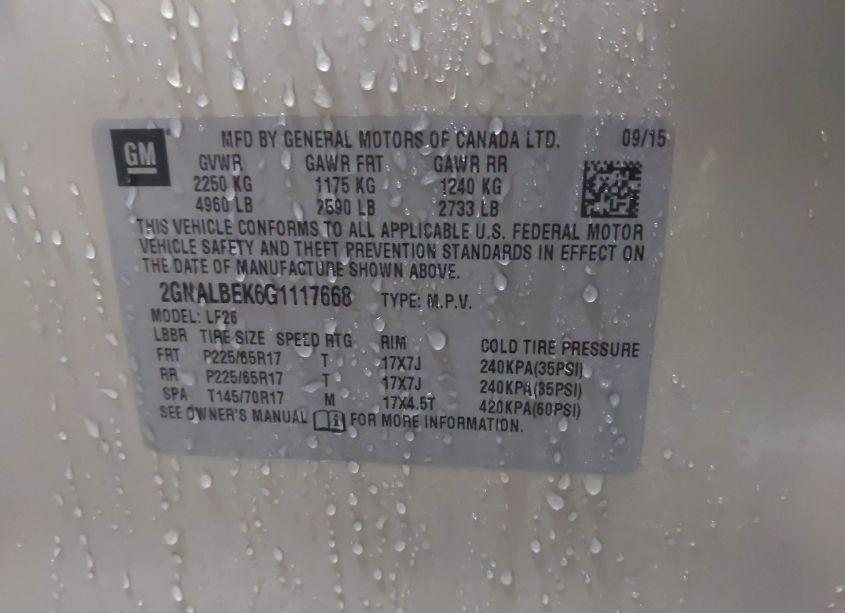 GM
MFD BY GENERAL MOTORS OF CANADA LTD. 09/15
GVWR GAWR FRT GAWR RR
2250 KG 1175 KG 1240 KG
4960 LB 2590 LB 2733 LB
THIS VEHICLE CONFORMS TO ALL APPLICABLE U.S. FEDERAL MOTOR
VEHICLE SAFETY AND THEFT PREVENTION STANDARDS IN EFFECT ON
THE DATE OF MANUFACTURE SHOWN ABOVE.
2GNALBEK6G1117668 TYPE: M.P.V.
MODEL: LF26
LBBR TIRE SIZE SPEED RTG RIM COLD TIRE PRESSURE
FRT P225/65R17 T 17X7J 240KPA(35PSI)
RR P225/65R17 T 17X7J 240KPA(35PSI)
SPA T145/70R17 M 17X4.5T 420KPA(60PSI)
SEE OWNER'S MANUAL FOR MORE INFORMATION.